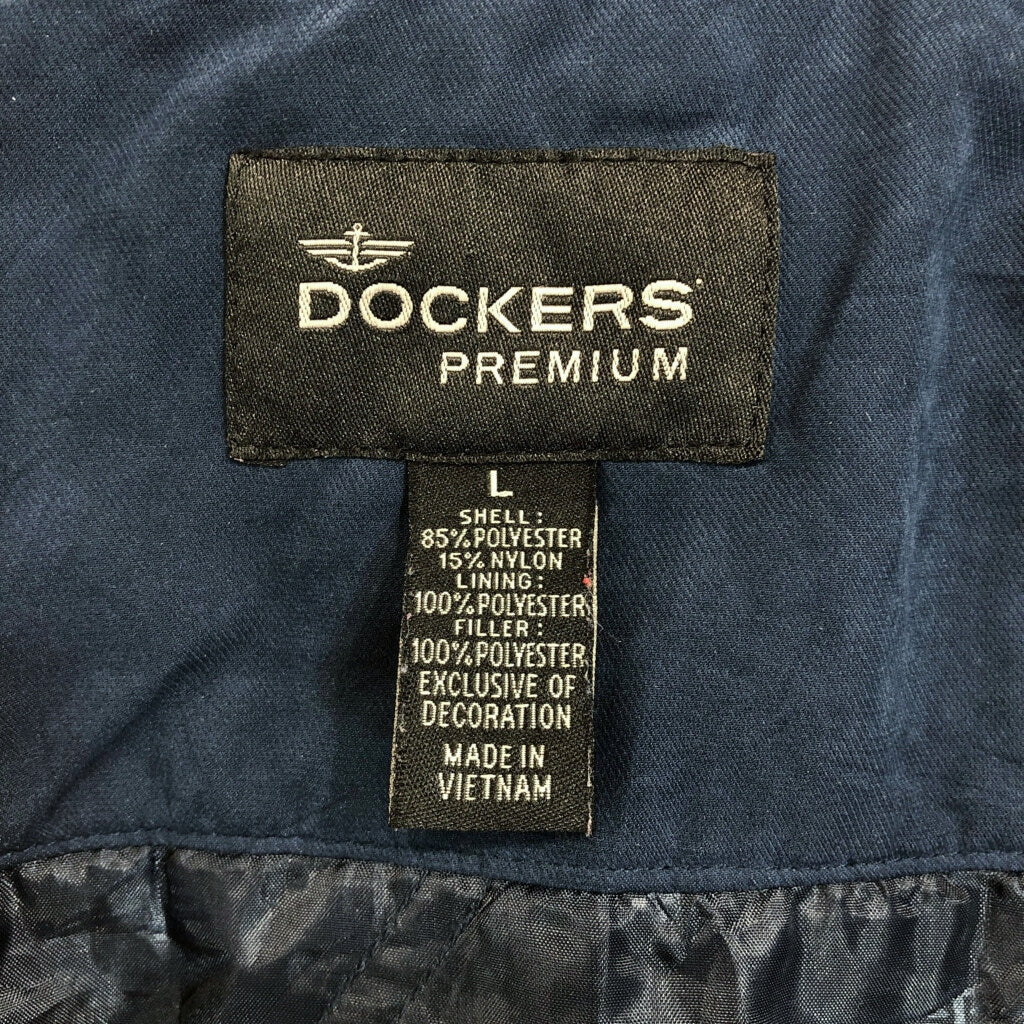 DOCKERS
PREMIUM
L
SHELL:
85% POLYESTER
15% NYLON
LINING:
100% POLYESTER
FILLER:
100% POLYESTER
EXCLUSIVE OF
DECORATION
MADE IN
VIETNAM